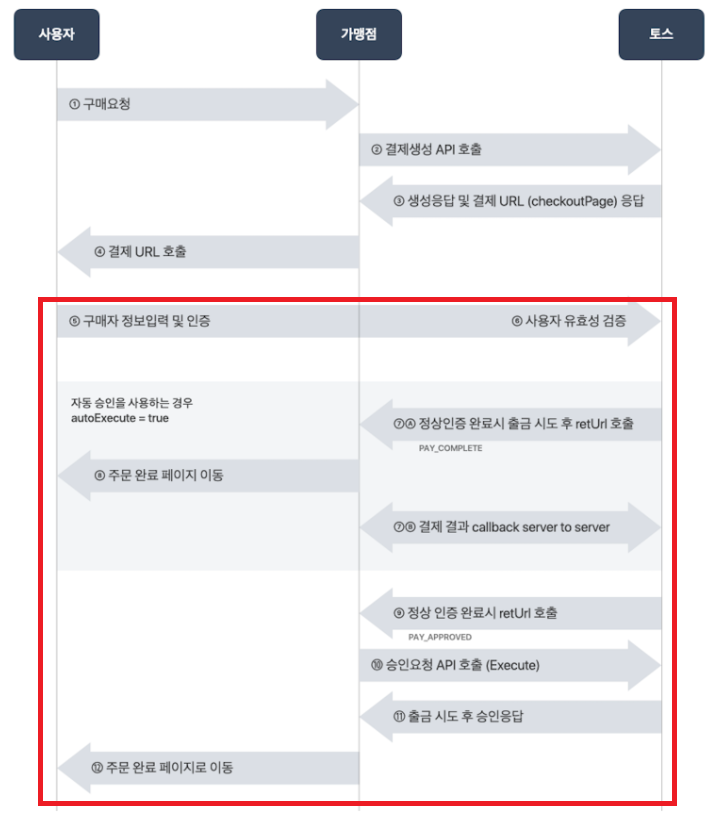 사용자
가맹점
토스
① 구매요청
② 결제생성 API 호출
③ 생성응답 및 결제 URL (checkoutPage) 응답
④ 결제 URL 호출
⑤ 구매자 정보입력 및 인증
⑥ 사용자 유효성 검증
자동 승인을 사용하는 경우
autoExecute = true
⑦Ⓐ 정상인증 완료시 출금 시도 후 retUrl 호출
PAY_COMPLETE
⑧ 주문 완료 페이지 이동
⑦Ⓑ 결제 결과 callback server to server
⑨ 정상 인증 완료시 retUrl 호출
PAY_APPROVED
⑩ 승인요청 API 호출 (Execute)
⑪ 출금 시도 후 승인응답
⑫ 주문 완료 페이지로 이동